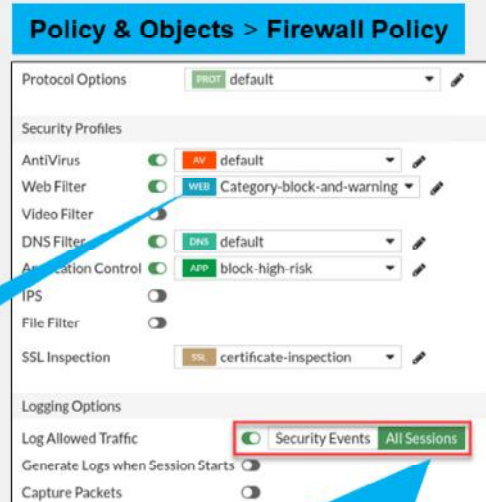 Policy & Objects > Firewall Policy
Protocol Options PROT default
Security Profiles
AntiVirus AV default
Web Filter WEB Category-block-and-warning
Video Filter
DNS Filter DNS default
Application Control APP block-high-risk
IPS
File Filter
SSL Inspection SSL certificate-inspection
Logging Options
Log Allowed Traffic Security Events All Sessions
Generate Logs when Session Starts
Capture Packets